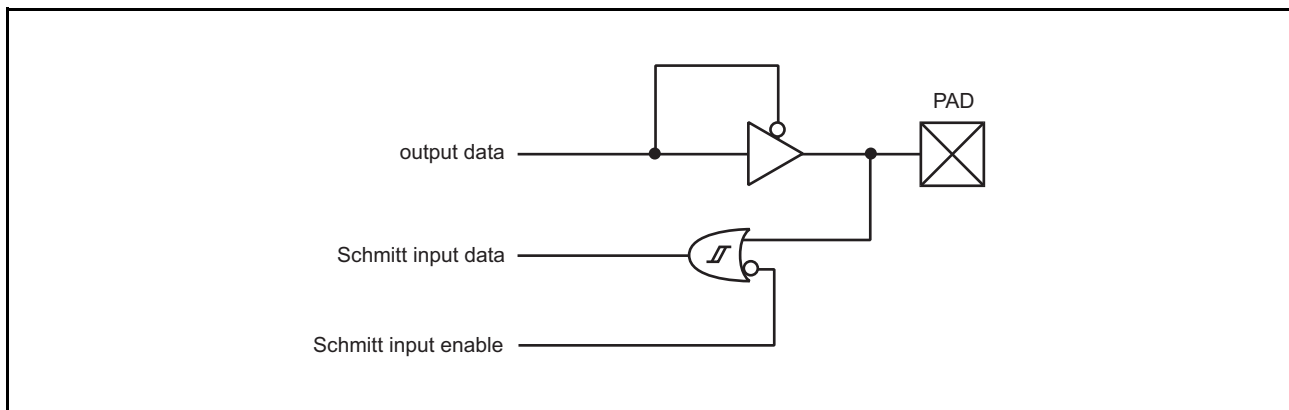 PAD
output data
Schmitt input data
Schmitt input enable